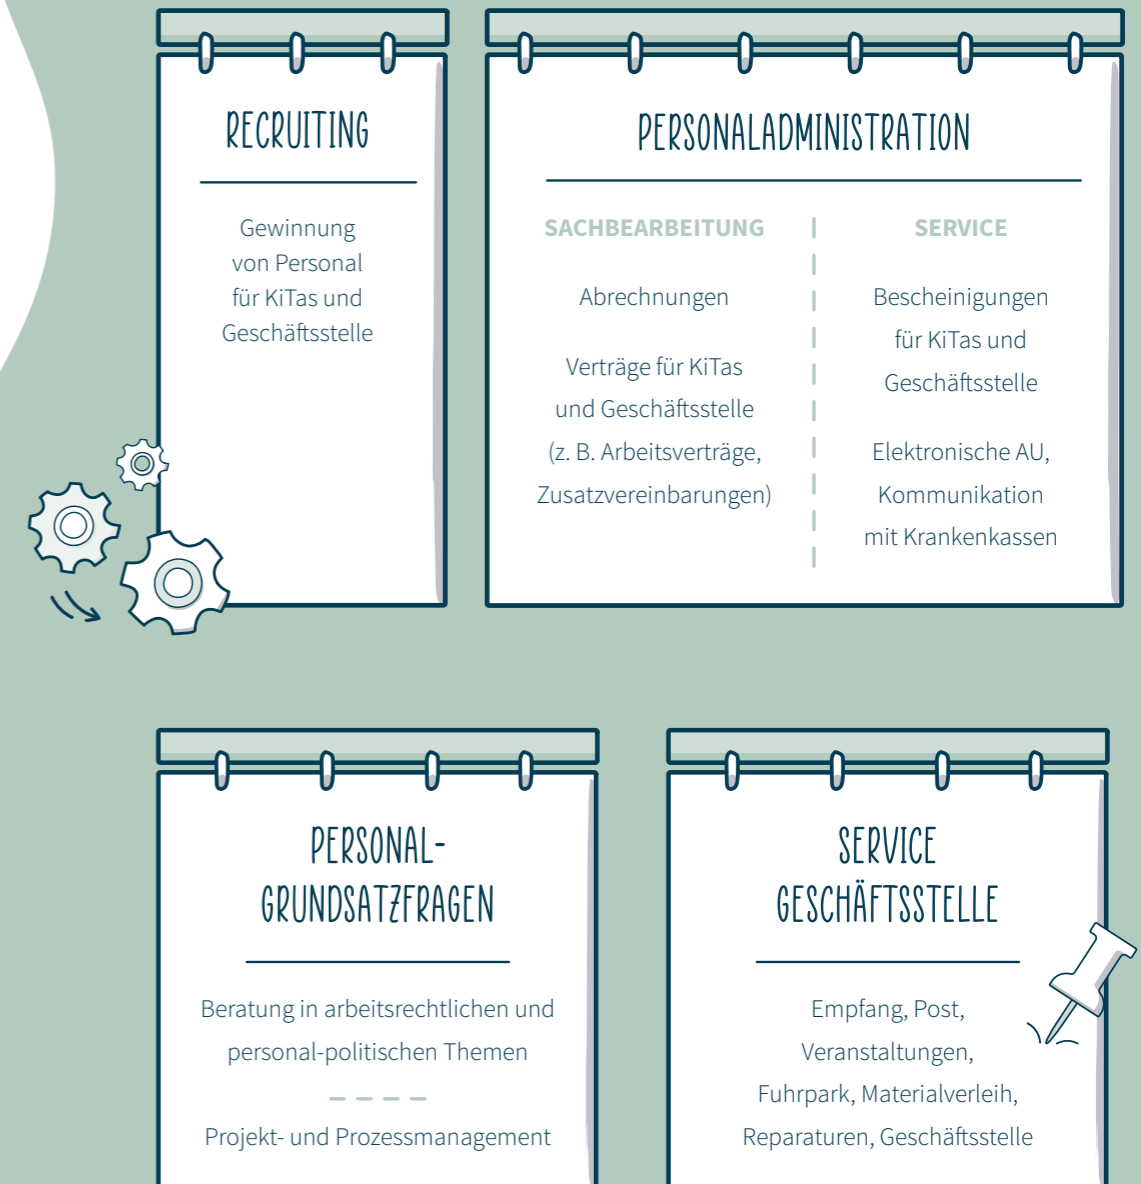 RECRUITING
Gewinnung
von Personal
für KiTas und
Geschäftsstelle
PERSONALADMINISTRATION
SACHBEARBEITUNG
Abrechnungen
Verträge für KiTas
und Geschäftsstelle
(z. B. Arbeitsverträge,
Zusatzvereinbarungen)
SERVICE
Bescheinigungen
für KiTas und
Geschäftsstelle
Elektronische AU,
Kommunikation
mit Krankenkassen
PERSONAL-
GRUNDSATZFRAGEN
Beratung in arbeitsrechtlichen und
personal-politischen Themen
Projekt- und Prozessmanagement
SERVICE
GESCHÄFTSSTELLE
Empfang, Post,
Veranstaltungen,
Fuhrpark, Materialverleih,
Reparaturen, Geschäftsstelle